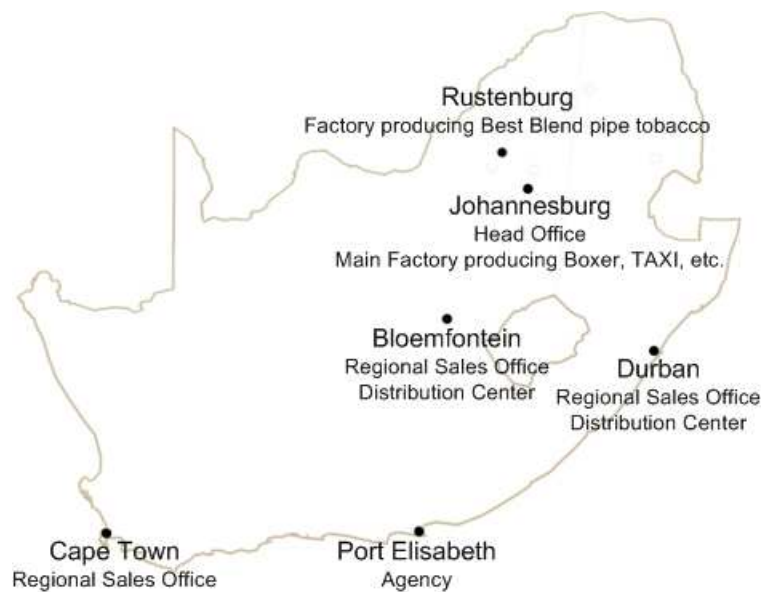 Rustenburg
Factory producing Best Blend pipe tobacco
Johannesburg
Head Office
Main Factory producing Boxer, TAXI, etc.
Bloemfontein
Regional Sales Office
Distribution Center
Durban
Regional Sales Office
Distribution Center
Cape Town
Regional Sales Office
Port Elisabeth
Agency